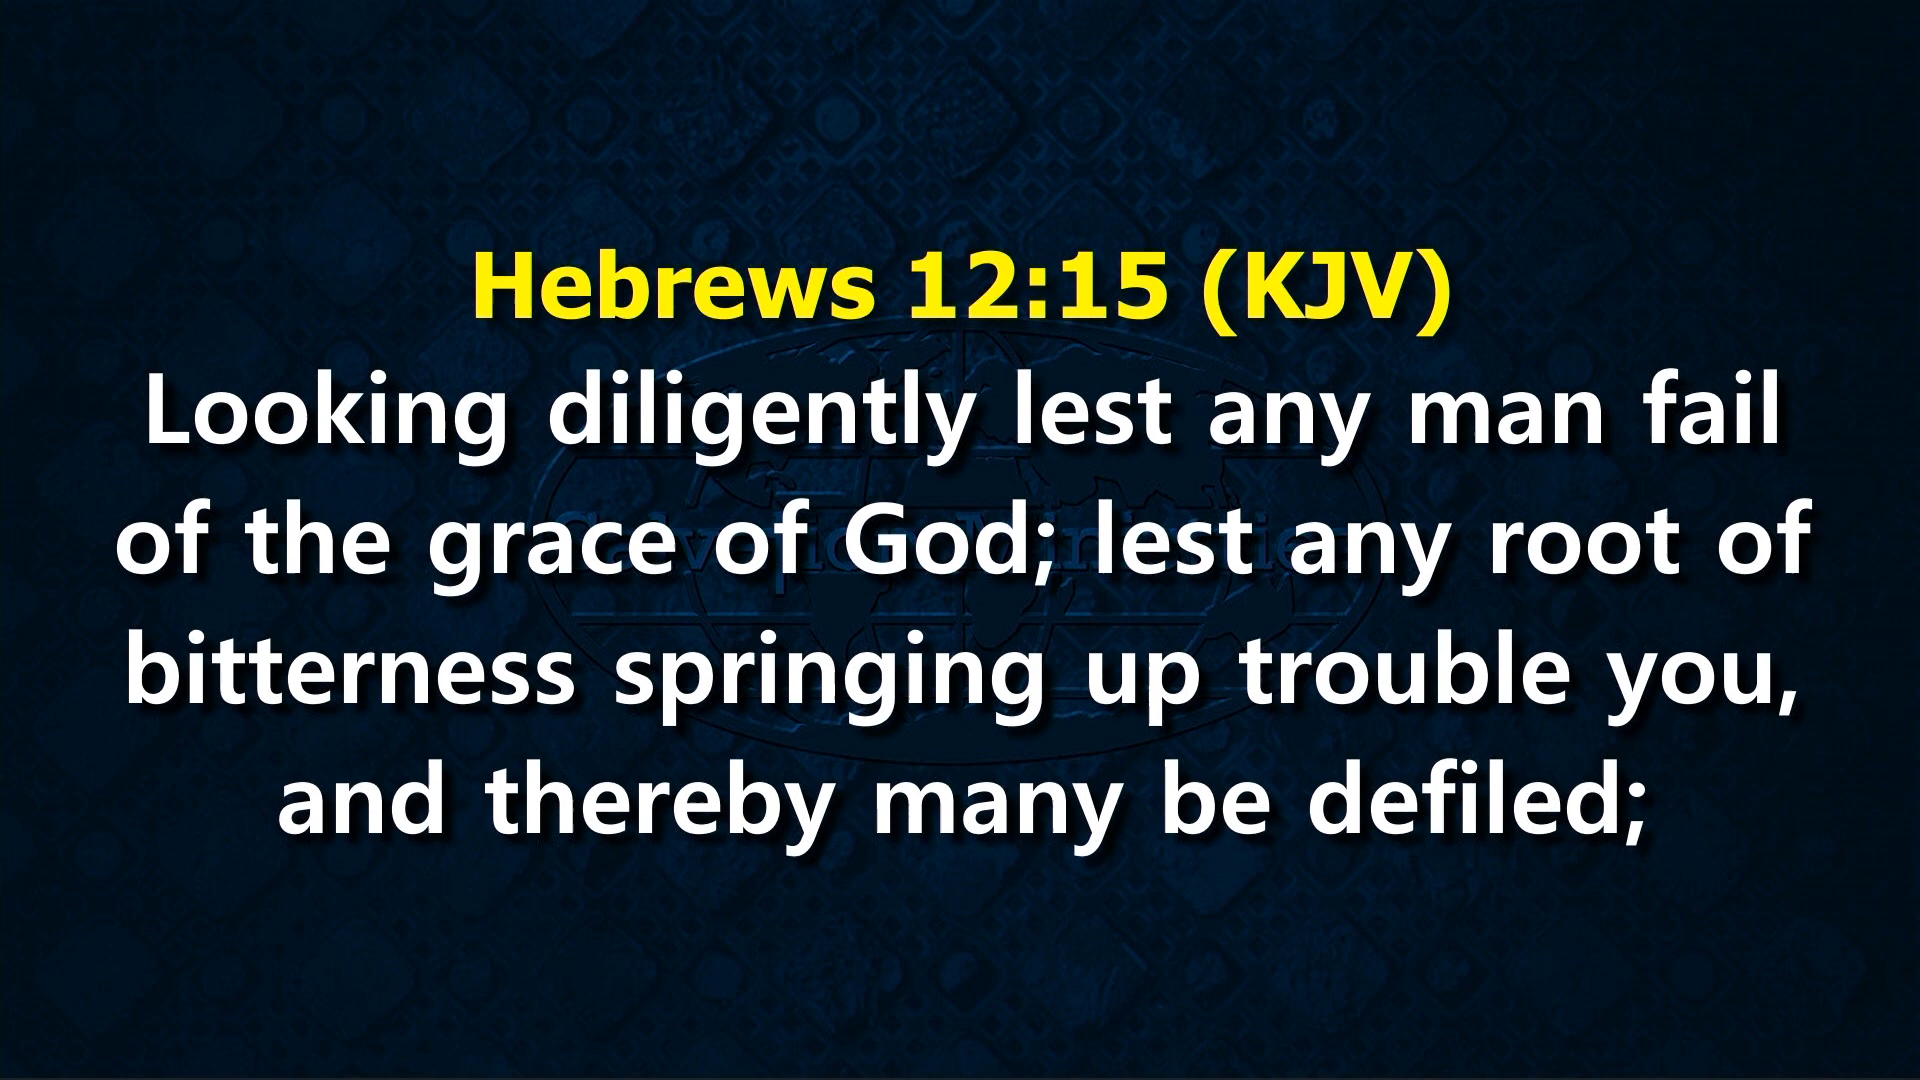 Hebrews 12:15 (KJV)
Looking diligently lest any man fail
of the grace of God; lest any root of
bitterness springing up trouble you,
and thereby many be defiled;